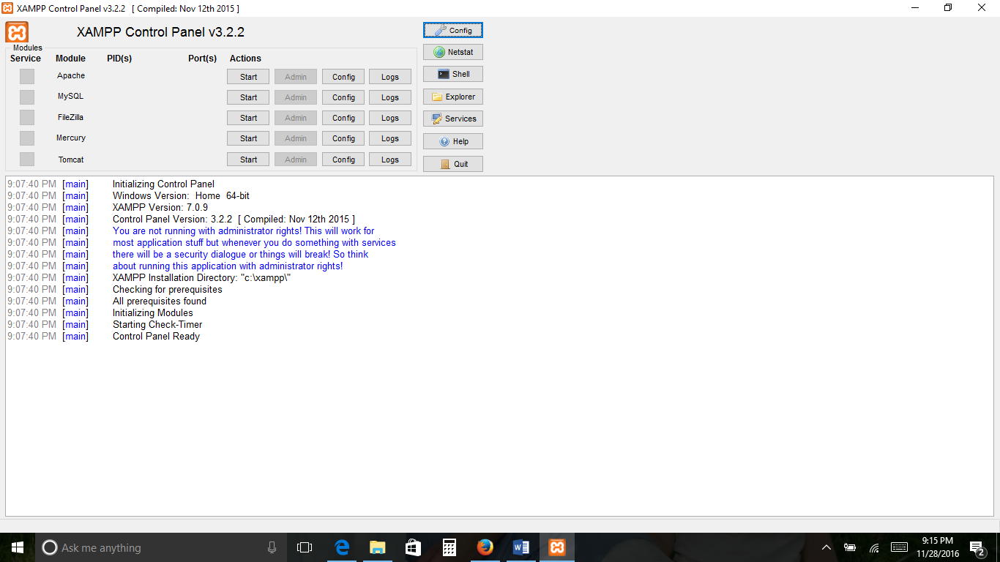 XAMPP Control Panel v3.2.2 [ Compiled: Nov 12th 2015 ]
XAMPP Control Panel v3.2.2
Config
Modules
Service Module PID(s) Port(s) Actions
Netstat
Apache Start Admin Config Logs
Shell
MySQL Start Admin Config Logs
Explorer
FileZilla Start Admin Config Logs
Services
Mercury Start Admin Config Logs
Help
Tomcat Start Admin Config Logs
Quit
9:07:40 PM [main] Initializing Control Panel
9:07:40 PM [main] Windows Version: Home 64-bit
9:07:40 PM [main] XAMPP Version: 7.0.9
9:07:40 PM [main] Control Panel Version: 3.2.2 [ Compiled: Nov 12th 2015 ]
9:07:40 PM [main] You are not running with administrator rights! This will work for
9:07:40 PM [main] most application stuff but whenever you do something with services
9:07:40 PM [main] there will be a security dialogue or things will break! So think
9:07:40 PM [main] about running this application with administrator rights!
9:07:40 PM [main] XAMPP Installation Directory: "c:\xampp\"
9:07:40 PM [main] Checking for prerequisites
9:07:40 PM [main] All prerequisites found
9:07:40 PM [main] Initializing Modules
9:07:40 PM [main] Starting Check-Timer
9:07:40 PM [main] Control Panel Ready
Ask me anything
9:15 PM
11/28/2016
2